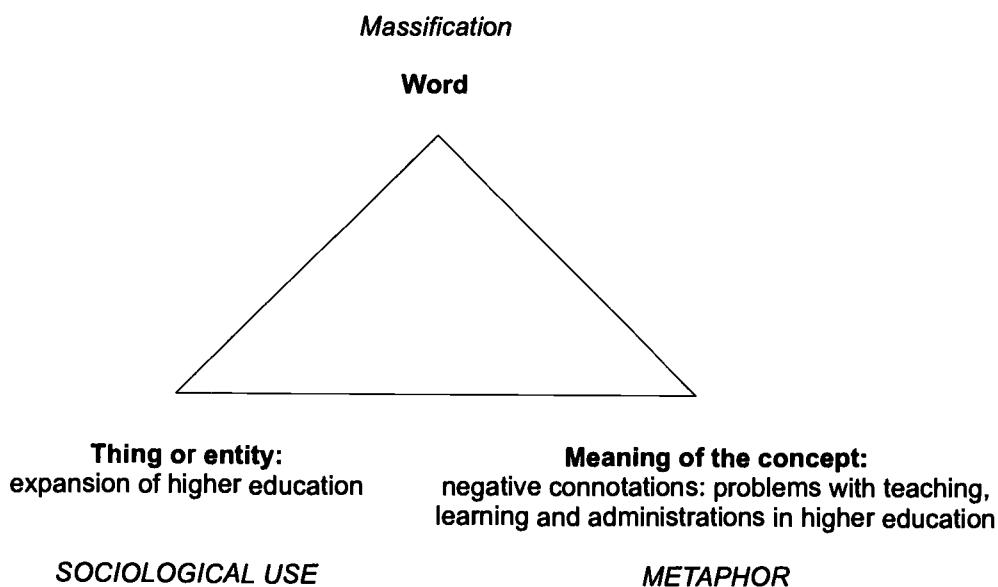 Massification
Word
Thing or entity:
expansion of higher education
Meaning of the concept:
negative connotations: problems with teaching,
learning and administrations in higher education
SOCIOLOGICAL USE
METAPHOR